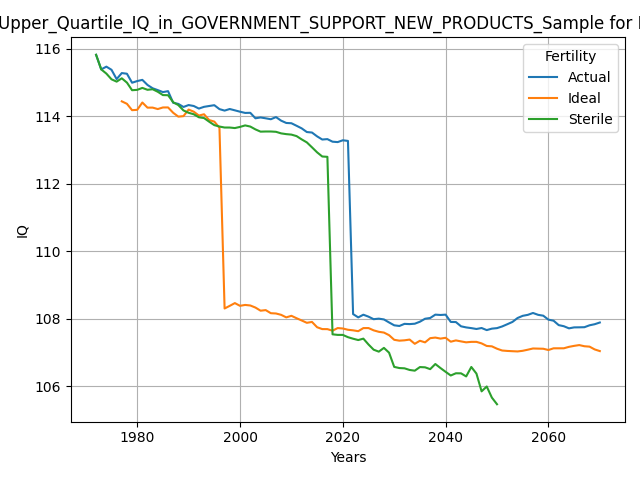 Upper_Quartile_IQ_in_GOVERNMENT_SUPPORT_NEW_PRODUCTS_Sample for
116
114
112
110
108
106
IQ
Fertility
Actual
Ideal
Sterile
1980
2000
2020
2040
2060
Years